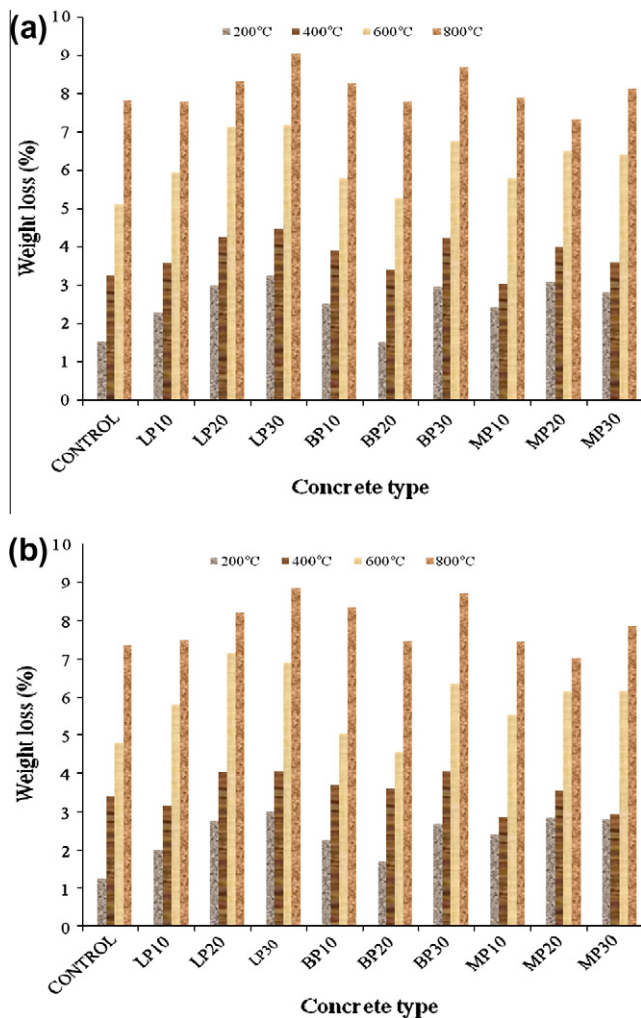 (a)
200°C 400°C 600°C 800°C
10
9
8
7
6
5
4
3
2
1
0
Weight loss (%)
CONTROL LP10 LP20 LP30 BP10 BP20 BP30 MP10 MP20 MP30
Concrete type
(b)
200°C 400°C 600°C 800°C
10
9
8
7
6
5
4
3
2
1
0
Weight loss (%)
CONTROL LP10 LP20 LP30 BP10 BP20 BP30 MP10 MP20 MP30
Concrete type